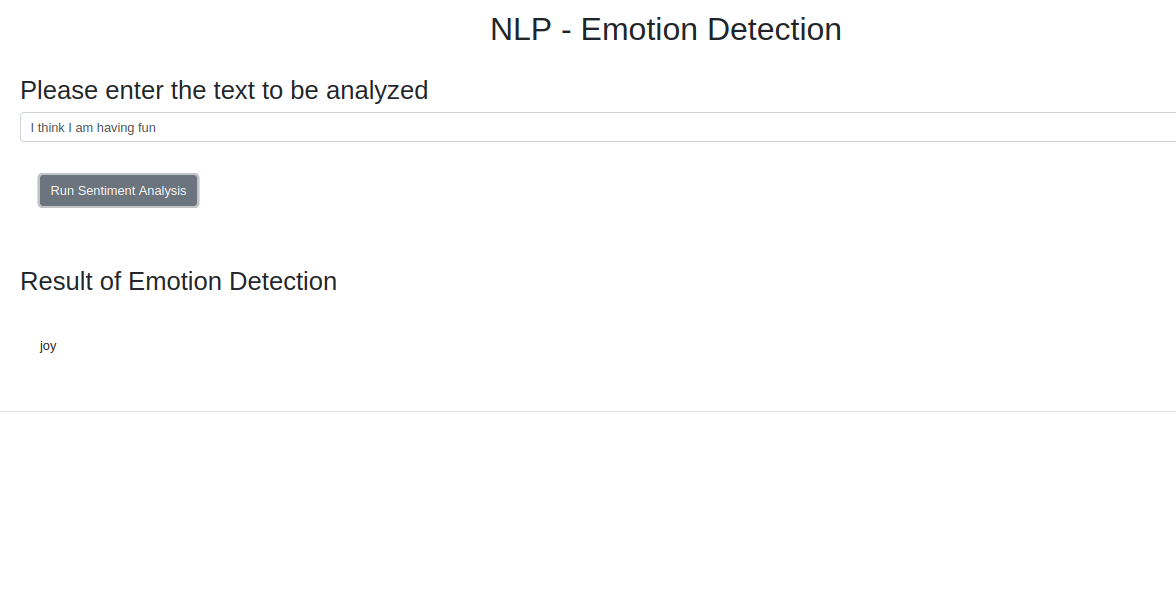 NLP - Emotion Detection
Please enter the text to be analyzed
I think I am having fun
Run Sentiment Analysis
Result of Emotion Detection
joy